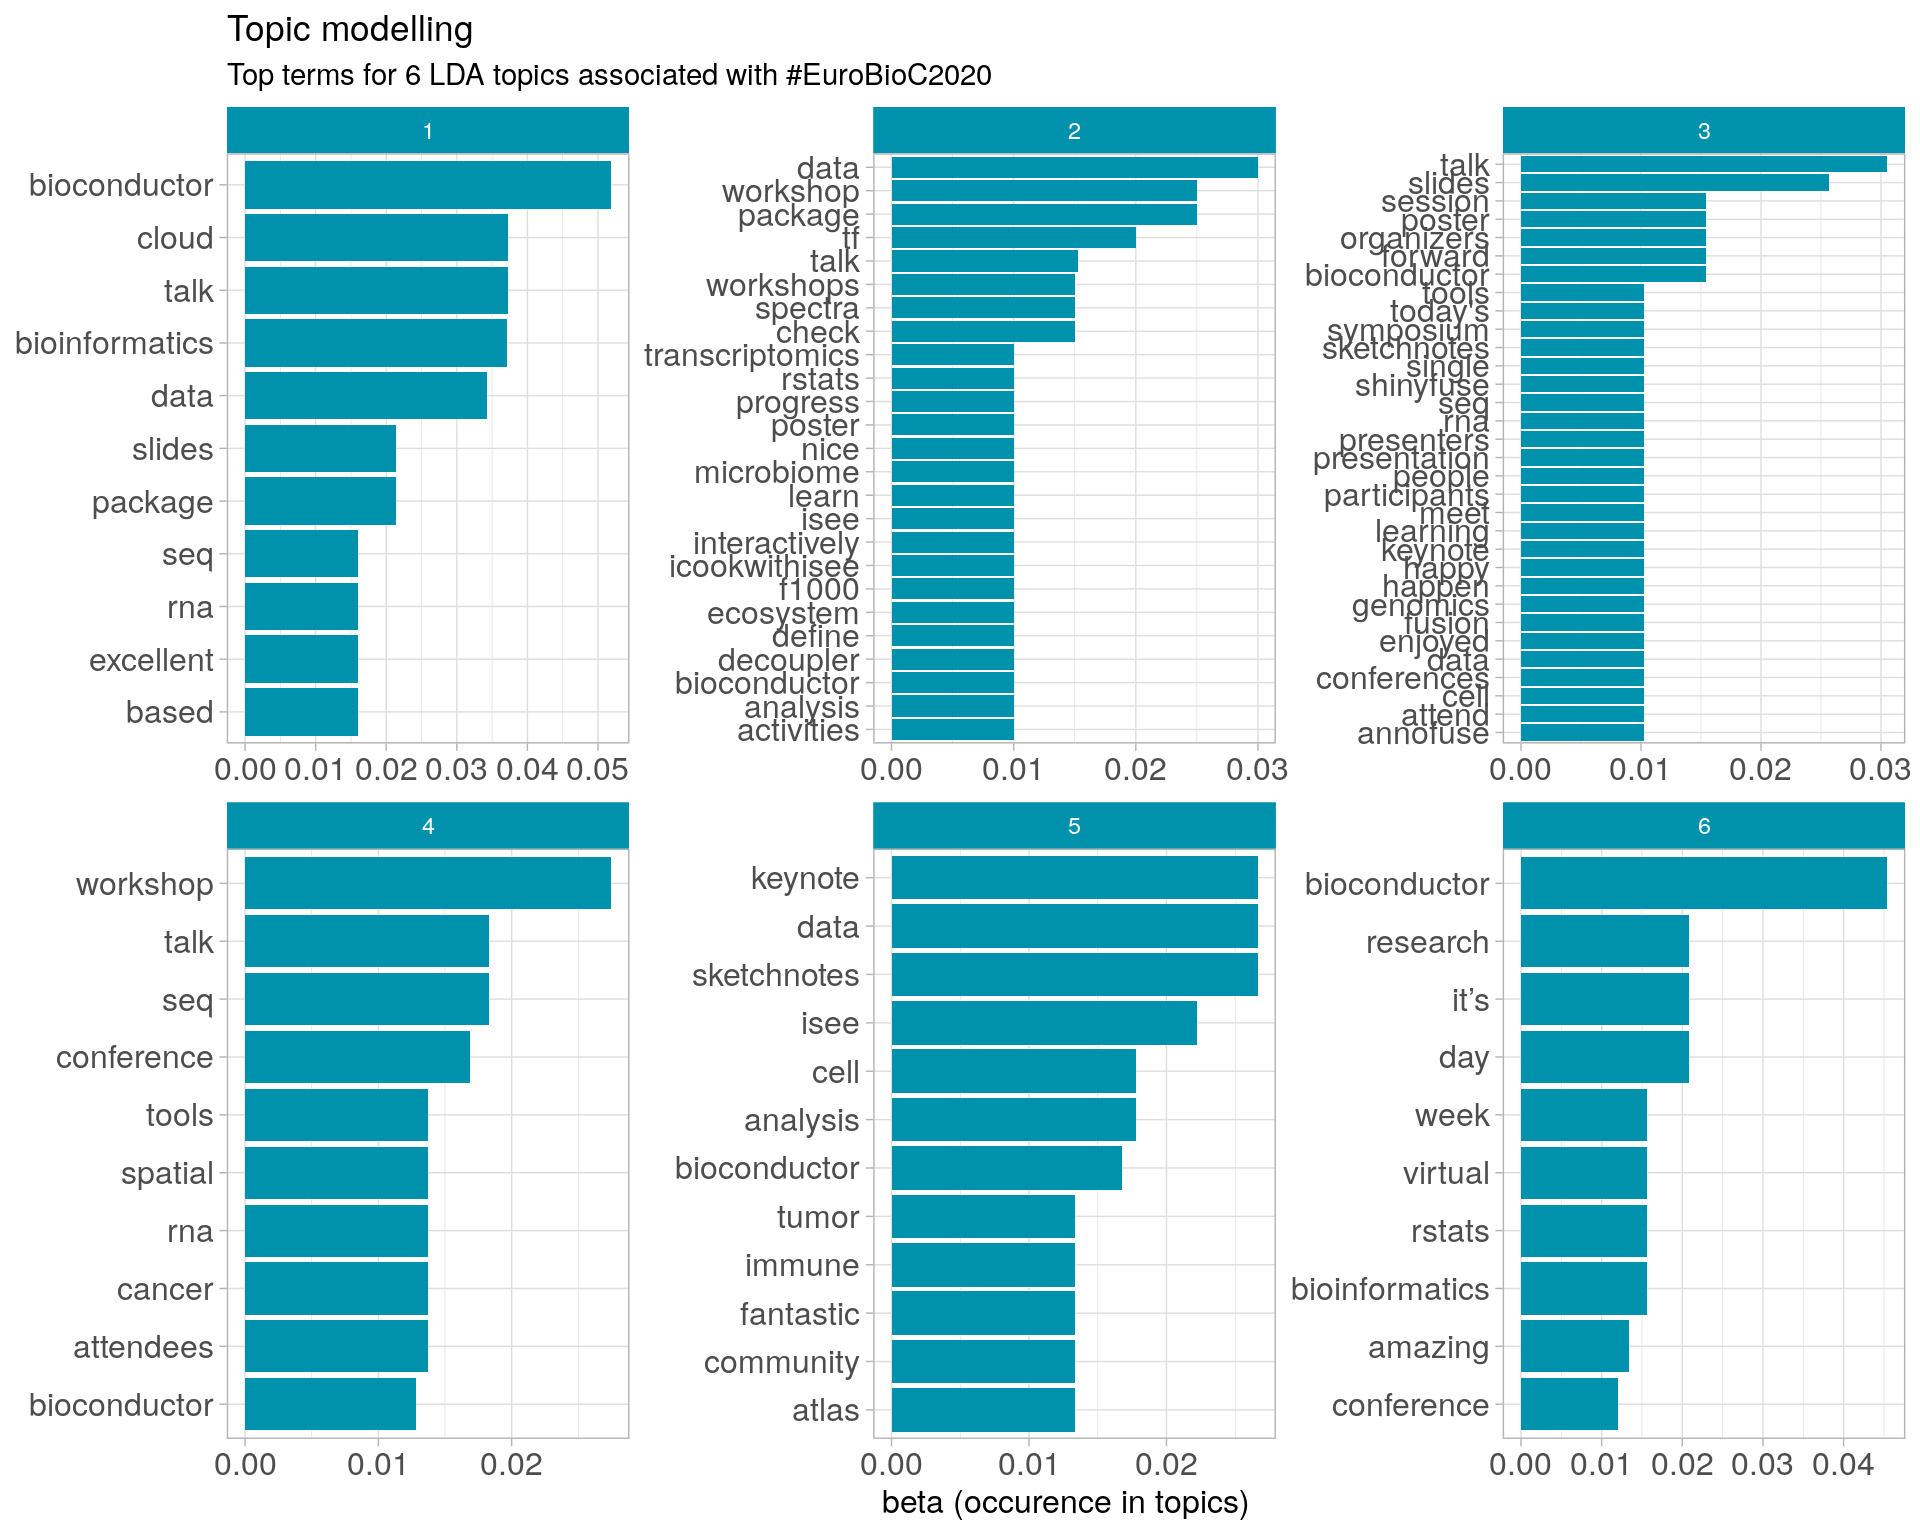 Topic modelling
Top terms for 6 LDA topics associated with #EuroBioC2020
1
bioconductor
cloud
talk
bioinformatics
data
slides
package
seq
rna
excellent
based
0.00 0.01 0.02 0.03 0.04 0.05
2
data
workshop
package
tf
talk
workshops
spectra
check
transcriptomics
rstats
progress
poster
nice
microbiome
learn
isee
interactively
icookwithisee
f1000
ecosystem
define
decoupler
bioconductor
analysis
activities
0.00 0.01 0.02 0.03
3
talk
slides
session
poster
organizers
forward
bioconductor
tools
today's
symposium
sketchnotes
single
shinyfuse
seq
rna
presenters
presentation
people
participants
meet
learning
keynote
happy
happen
genomics
fusion
enjoyed
data
conferences
cell
attend
annofuse
0.00 0.01 0.02 0.03
4
workshop
talk
seq
conference
tools
spatial
rna
cancer
attendees
bioconductor
0.00 0.01 0.02
5
keynote
data
sketchnotes
isee
cell
analysis
bioconductor
tumor
immune
fantastic
community
atlas
0.00 0.01 0.02
6
bioconductor
research
it’s
day
week
virtual
rstats
bioinformatics
amazing
conference
0.00 0.01 0.02 0.03 0.04
beta (occurence in topics)